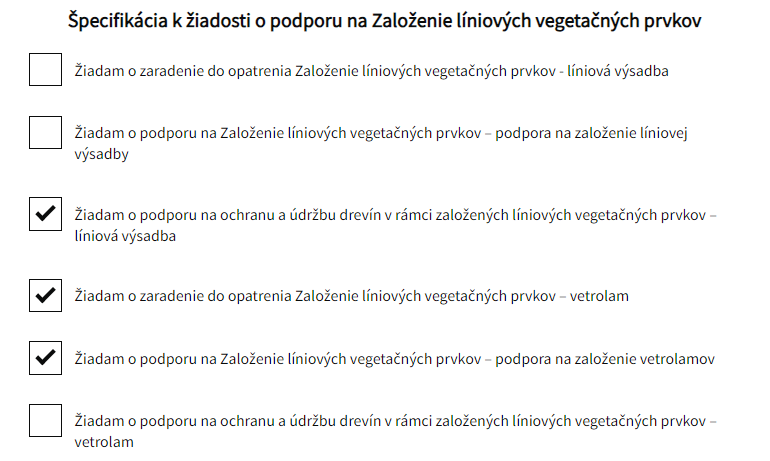 Špecifikácia k žiadosti o podporu na Založenie líniových vegetačných prvkov
Žiadam o zaradenie do opatrenia Založenie líniových vegetačných prvkov - líniová výsadba
Žiadam o podporu na Založenie líniových vegetačných prvkov – podpora na založenie líniovej
výsadby
Žiadam o podporu na ochranu a údržbu drevín v rámci založených líniových vegetačných prvkov –
líniová výsadba
Žiadam o zaradenie do opatrenia Založenie líniových vegetačných prvkov – vetrolam
Žiadam o podporu na Založenie líniových vegetačných prvkov – podpora na založenie vetrolamov
Žiadam o podporu na ochranu a údržbu drevín v rámci založených líniových vegetačných prvkov –
vetrolam